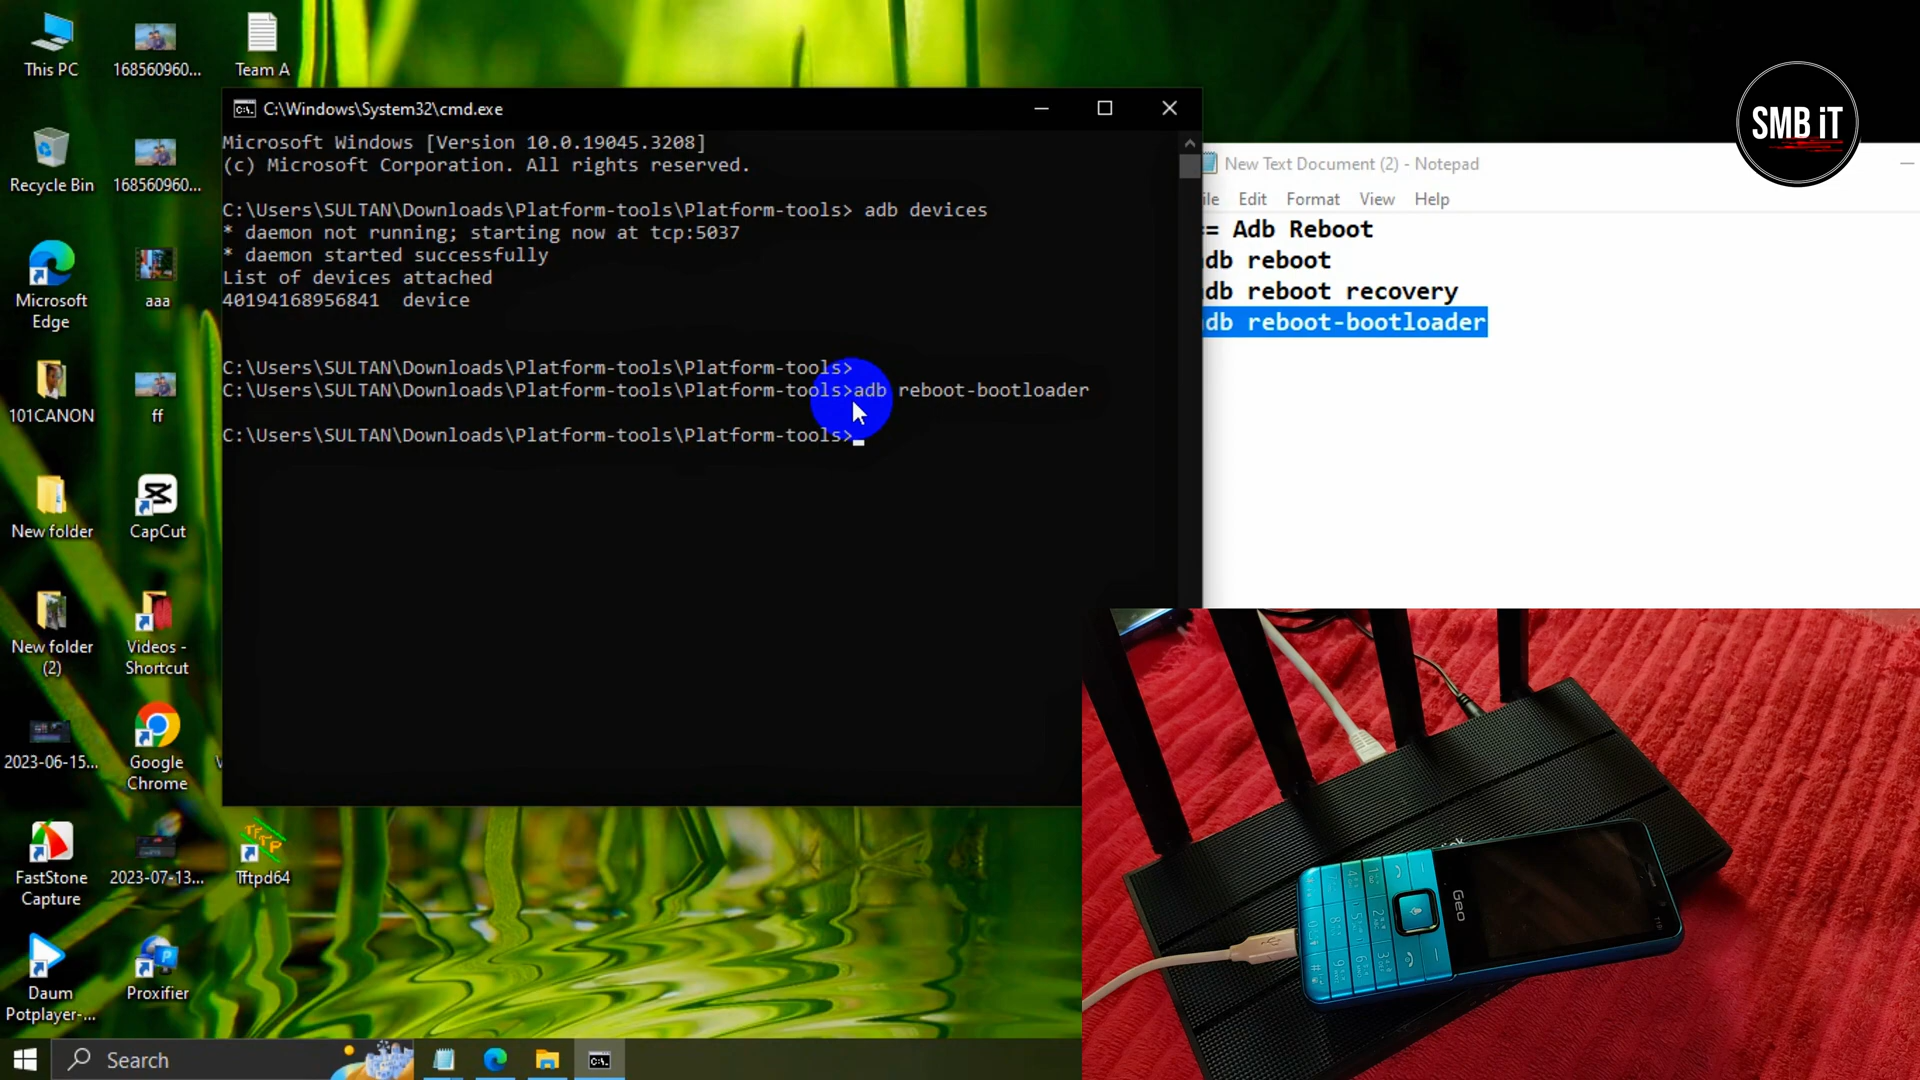 This PC
168560960...
Team A
Recycle Bin
168560960...
Microsoft
Edge
aaa
101CANON
ff
New folder
CapCut
New folder
(2)
Videos -
Shortcut
2023-06-15...
Google
Chrome
FastStone
Capture
2023-07-13...
Tftpd64
Daum
Potplayer-...
Proxifier
C:\Windows\System32\cmd.exe
Microsoft Windows [Version 10.0.19045.3208]
(c) Microsoft Corporation. All rights reserved.
C:\Users\SULTAN\Downloads\Platform-tools\Platform-tools> adb devices
* daemon not running; starting now at tcp:5037
* daemon started successfully
List of devices attached
40194168956841 device
C:\Users\SULTAN\Downloads\Platform-tools\Platform-tools>
C:\Users\SULTAN\Downloads\Platform-tools\Platform-tools>adb reboot-bootloader
C:\Users\SULTAN\Downloads\Platform-tools\Platform-tools>
SMB iT
New Text Document (2) - Notepad
ile Edit Format View Help
== Adb Reboot
adb reboot
adb reboot recovery
adb reboot-bootloader
Geo
Search